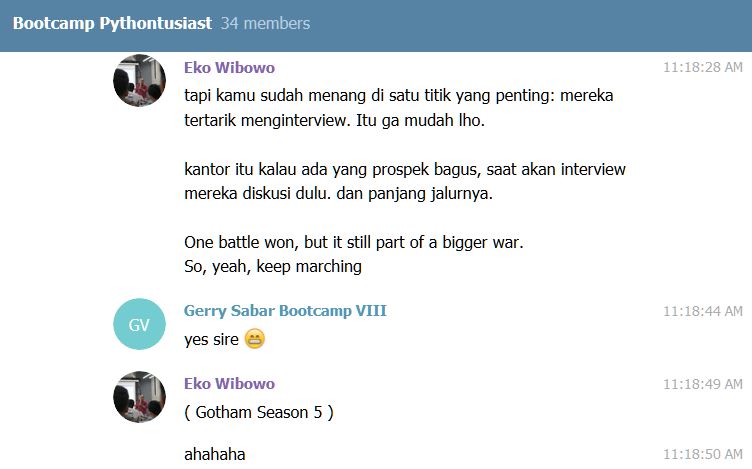 Bootcamp Pythontusiast 34 members
Eko Wibowo 11:18:28 AM
tapi kamu sudah menang di satu titik yang penting: mereka
tertarik menginterview. Itu ga mudah lho.
kantor itu kalau ada yang prospek bagus, saat akan interview
mereka diskusi dulu. dan panjang jalurnya.
One battle won, but it still part of a bigger war.
So, yeah, keep marching
GV
Gerry Sabar Bootcamp VIII 11:18:44 AM
yes sire 😁
Eko Wibowo 11:18:49 AM
( Gotham Season 5 )
ahahaha 11:18:50 AM